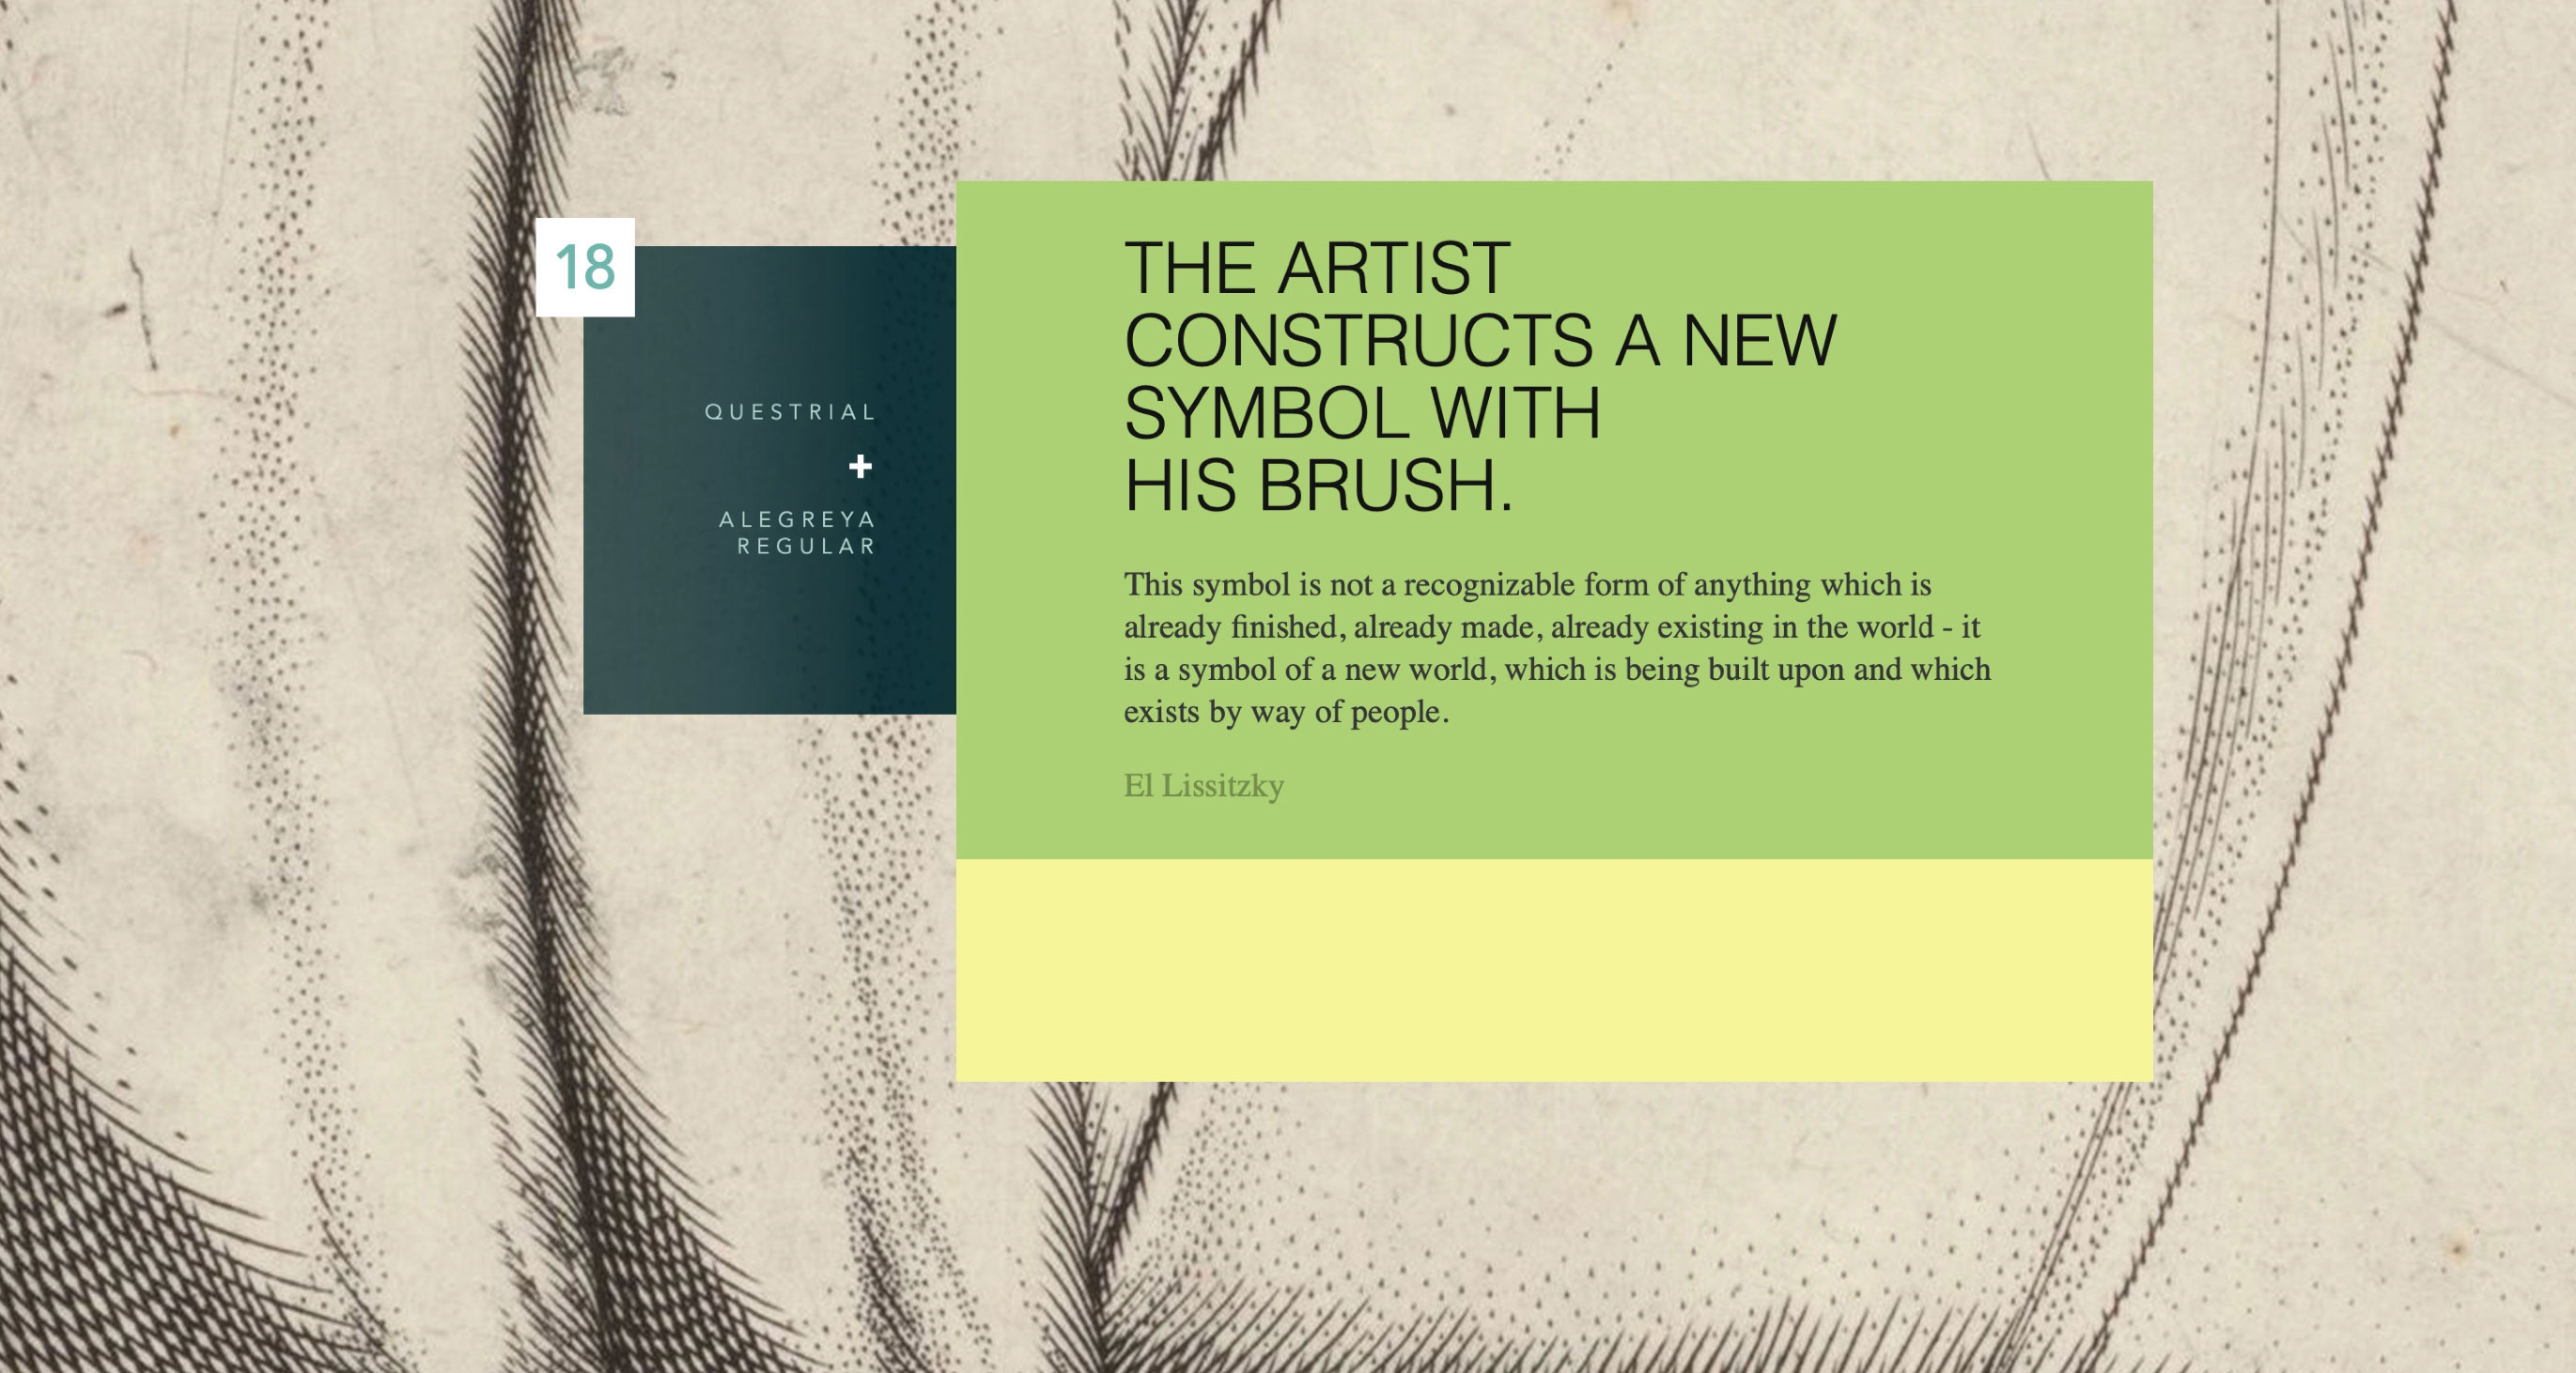 18
QUESTRIAL
+
ALEGREYA
REGULAR
THE ARTIST
CONSTRUCTS A NEW
SYMBOL WITH
HIS BRUSH.
This symbol is not a recognizable form of anything which is
already finished, already made, already existing in the world - it
is a symbol of a new world, which is being built upon and which
exists by way of people.
El Lissitzky